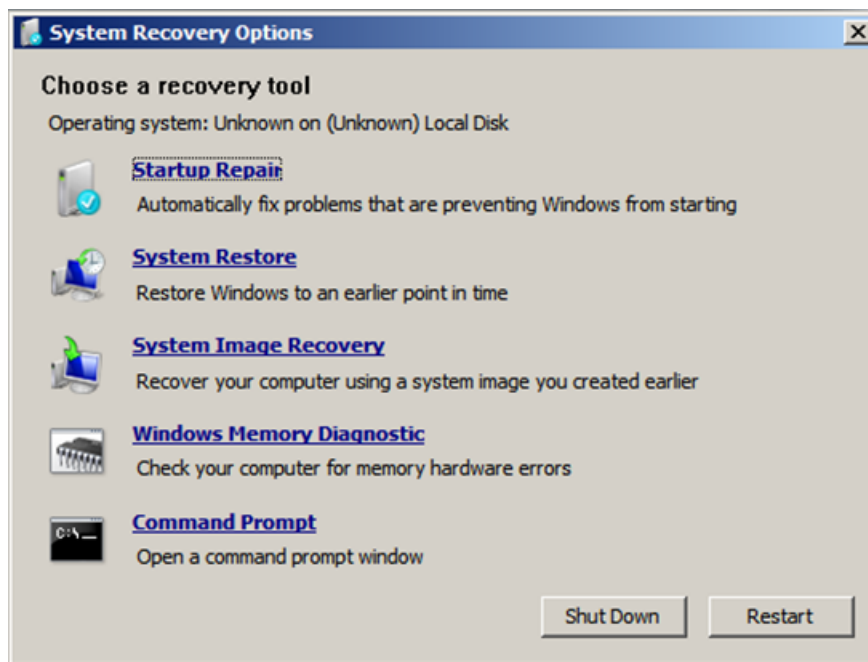 System Recovery Options
Choose a recovery tool
Operating system: Unknown on (Unknown) Local Disk
Startup Repair
Automatically fix problems that are preventing Windows from starting
System Restore
Restore Windows to an earlier point in time
System Image Recovery
Recover your computer using a system image you created earlier
Windows Memory Diagnostic
Check your computer for memory hardware errors
C:\_
Command Prompt
Open a command prompt window
Shut Down Restart